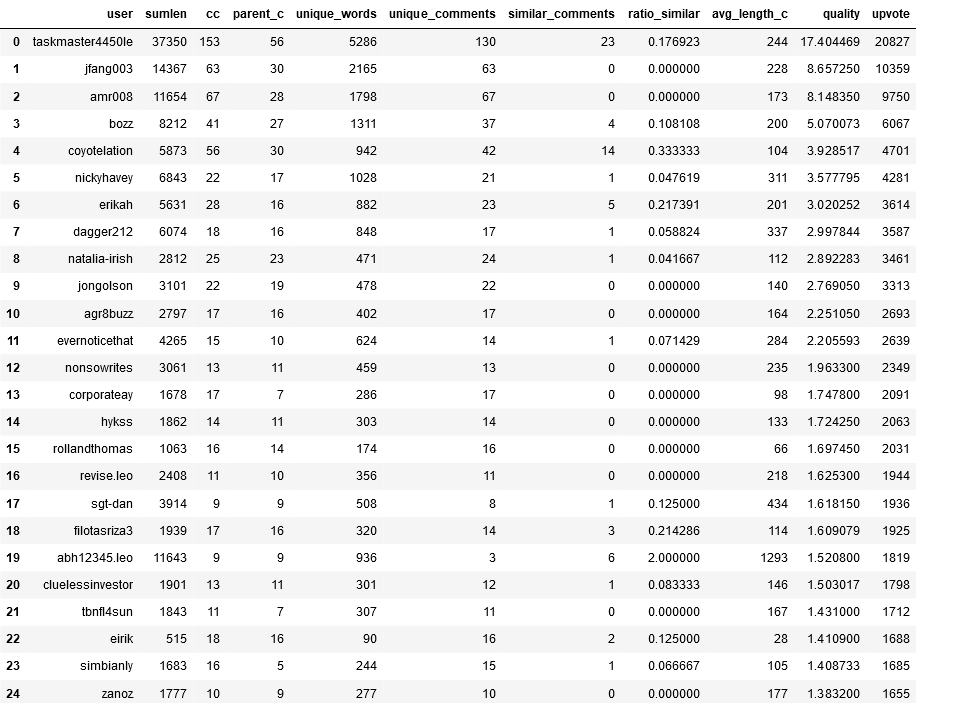 user sumlen cc parent_c unique_words unique_comments similar_comments ratio_similar avg_length_c quality upvote
0 taskmaster4450le 37350 153 56 5286 130 23 0.176923 244 17.404469 20827
1 jfang003 14367 63 30 2165 63 0 0.000000 228 8.657250 10359
2 amr008 11654 67 28 1798 67 0 0.000000 173 8.148350 9750
3 bozz 8212 41 27 1311 37 4 0.108108 200 5.070073 6067
4 coyotelation 5873 56 30 942 42 14 0.333333 104 3.928517 4701
5 nickyhavey 6843 22 17 1028 21 1 0.047619 311 3.577795 4281
6 erikah 5631 28 16 882 23 5 0.217391 201 3.020252 3614
7 dagger212 6074 18 16 848 17 1 0.058824 337 2.997844 3587
8 natalia-irish 2812 25 23 471 24 1 0.041667 112 2.892283 3461
9 jongolson 3101 22 19 478 22 0 0.000000 140 2.769050 3313
10 agr8buzz 2797 17 16 402 17 0 0.000000 164 2.251050 2693
11 evernoticethat 4265 15 10 624 14 1 0.071429 284 2.205593 2639
12 nonsowrites 3061 13 11 459 13 0 0.000000 235 1.963300 2349
13 corporateay 1678 17 7 286 17 0 0.000000 98 1.747800 2091
14 hykss 1862 14 11 303 14 0 0.000000 133 1.724250 2063
15 rollandthomas 1063 16 14 174 16 0 0.000000 66 1.697450 2031
16 revise.leo 2408 11 10 356 11 0 0.000000 218 1.625300 1944
17 sgt-dan 3914 9 9 508 8 1 0.125000 434 1.618150 1936
18 filotasriza3 1939 17 16 320 14 3 0.214286 114 1.609079 1925
19 abh12345.leo 11643 9 9 936 3 6 2.000000 1293 1.520800 1819
20 cluelessinvestor 1901 13 11 301 12 1 0.083333 146 1.503017 1798
21 tbnfl4sun 1843 11 7 307 11 0 0.000000 167 1.431000 1712
22 eirik 515 18 16 90 16 2 0.125000 28 1.410900 1688
23 simbianly 1683 16 5 244 15 1 0.066667 105 1.408733 1685
24 zanoz 1777 10 9 277 10 0 0.000000 177 1.383200 1655